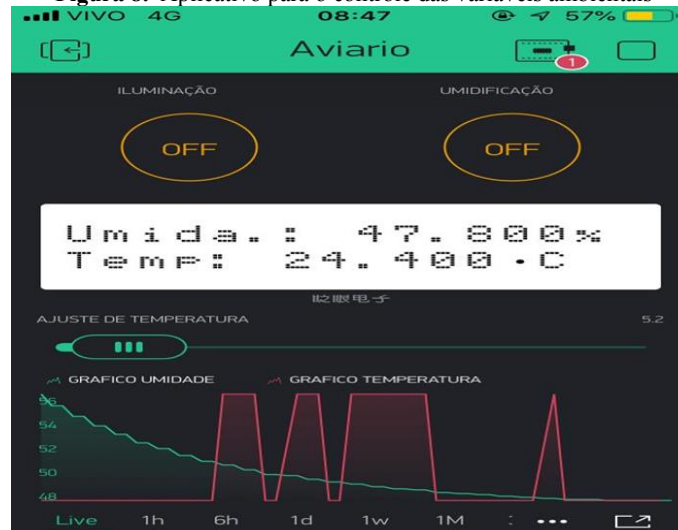 Figura 8. Aplicativo para o controle das variáveis ambientais
VIVO 4G 08:47 57%
Aviario
1
ILUMINAÇÃO UMIDIFICAÇÃO
OFF OFF
Umida.: 47.800%
Temp: 24.400 •C
眨眼电子
AJUSTE DE TEMPERATURA 5.2
GRAFICO UMIDADE GRAFICO TEMPERATURA
56
54
52
50
48
Live 1h 6h 1d 1w 1M